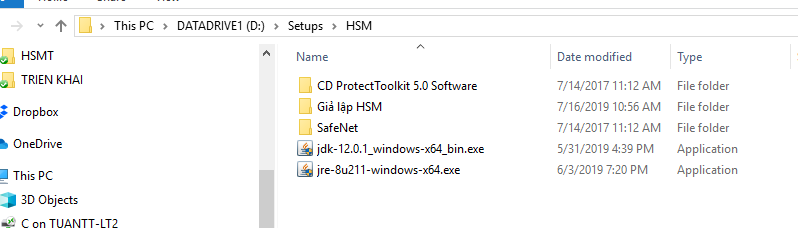 This PC > DATADRIVE1 (D:) > Setups > HSM
HSMT
TRIEN KHAI
Dropbox
OneDrive
This PC
3D Objects
C on TUANTT-LT2
Name Date modified Type
CD ProtectToolkit 5.0 Software 7/14/2017 11:12 AM File folder
Giả lập HSM 7/16/2019 10:56 AM File folder
SafeNet 7/14/2017 11:12 AM File folder
jdk-12.0.1_windows-x64_bin.exe 5/31/2019 4:39 PM Application
jre-8u211-windows-x64.exe 6/3/2019 7:20 PM Application